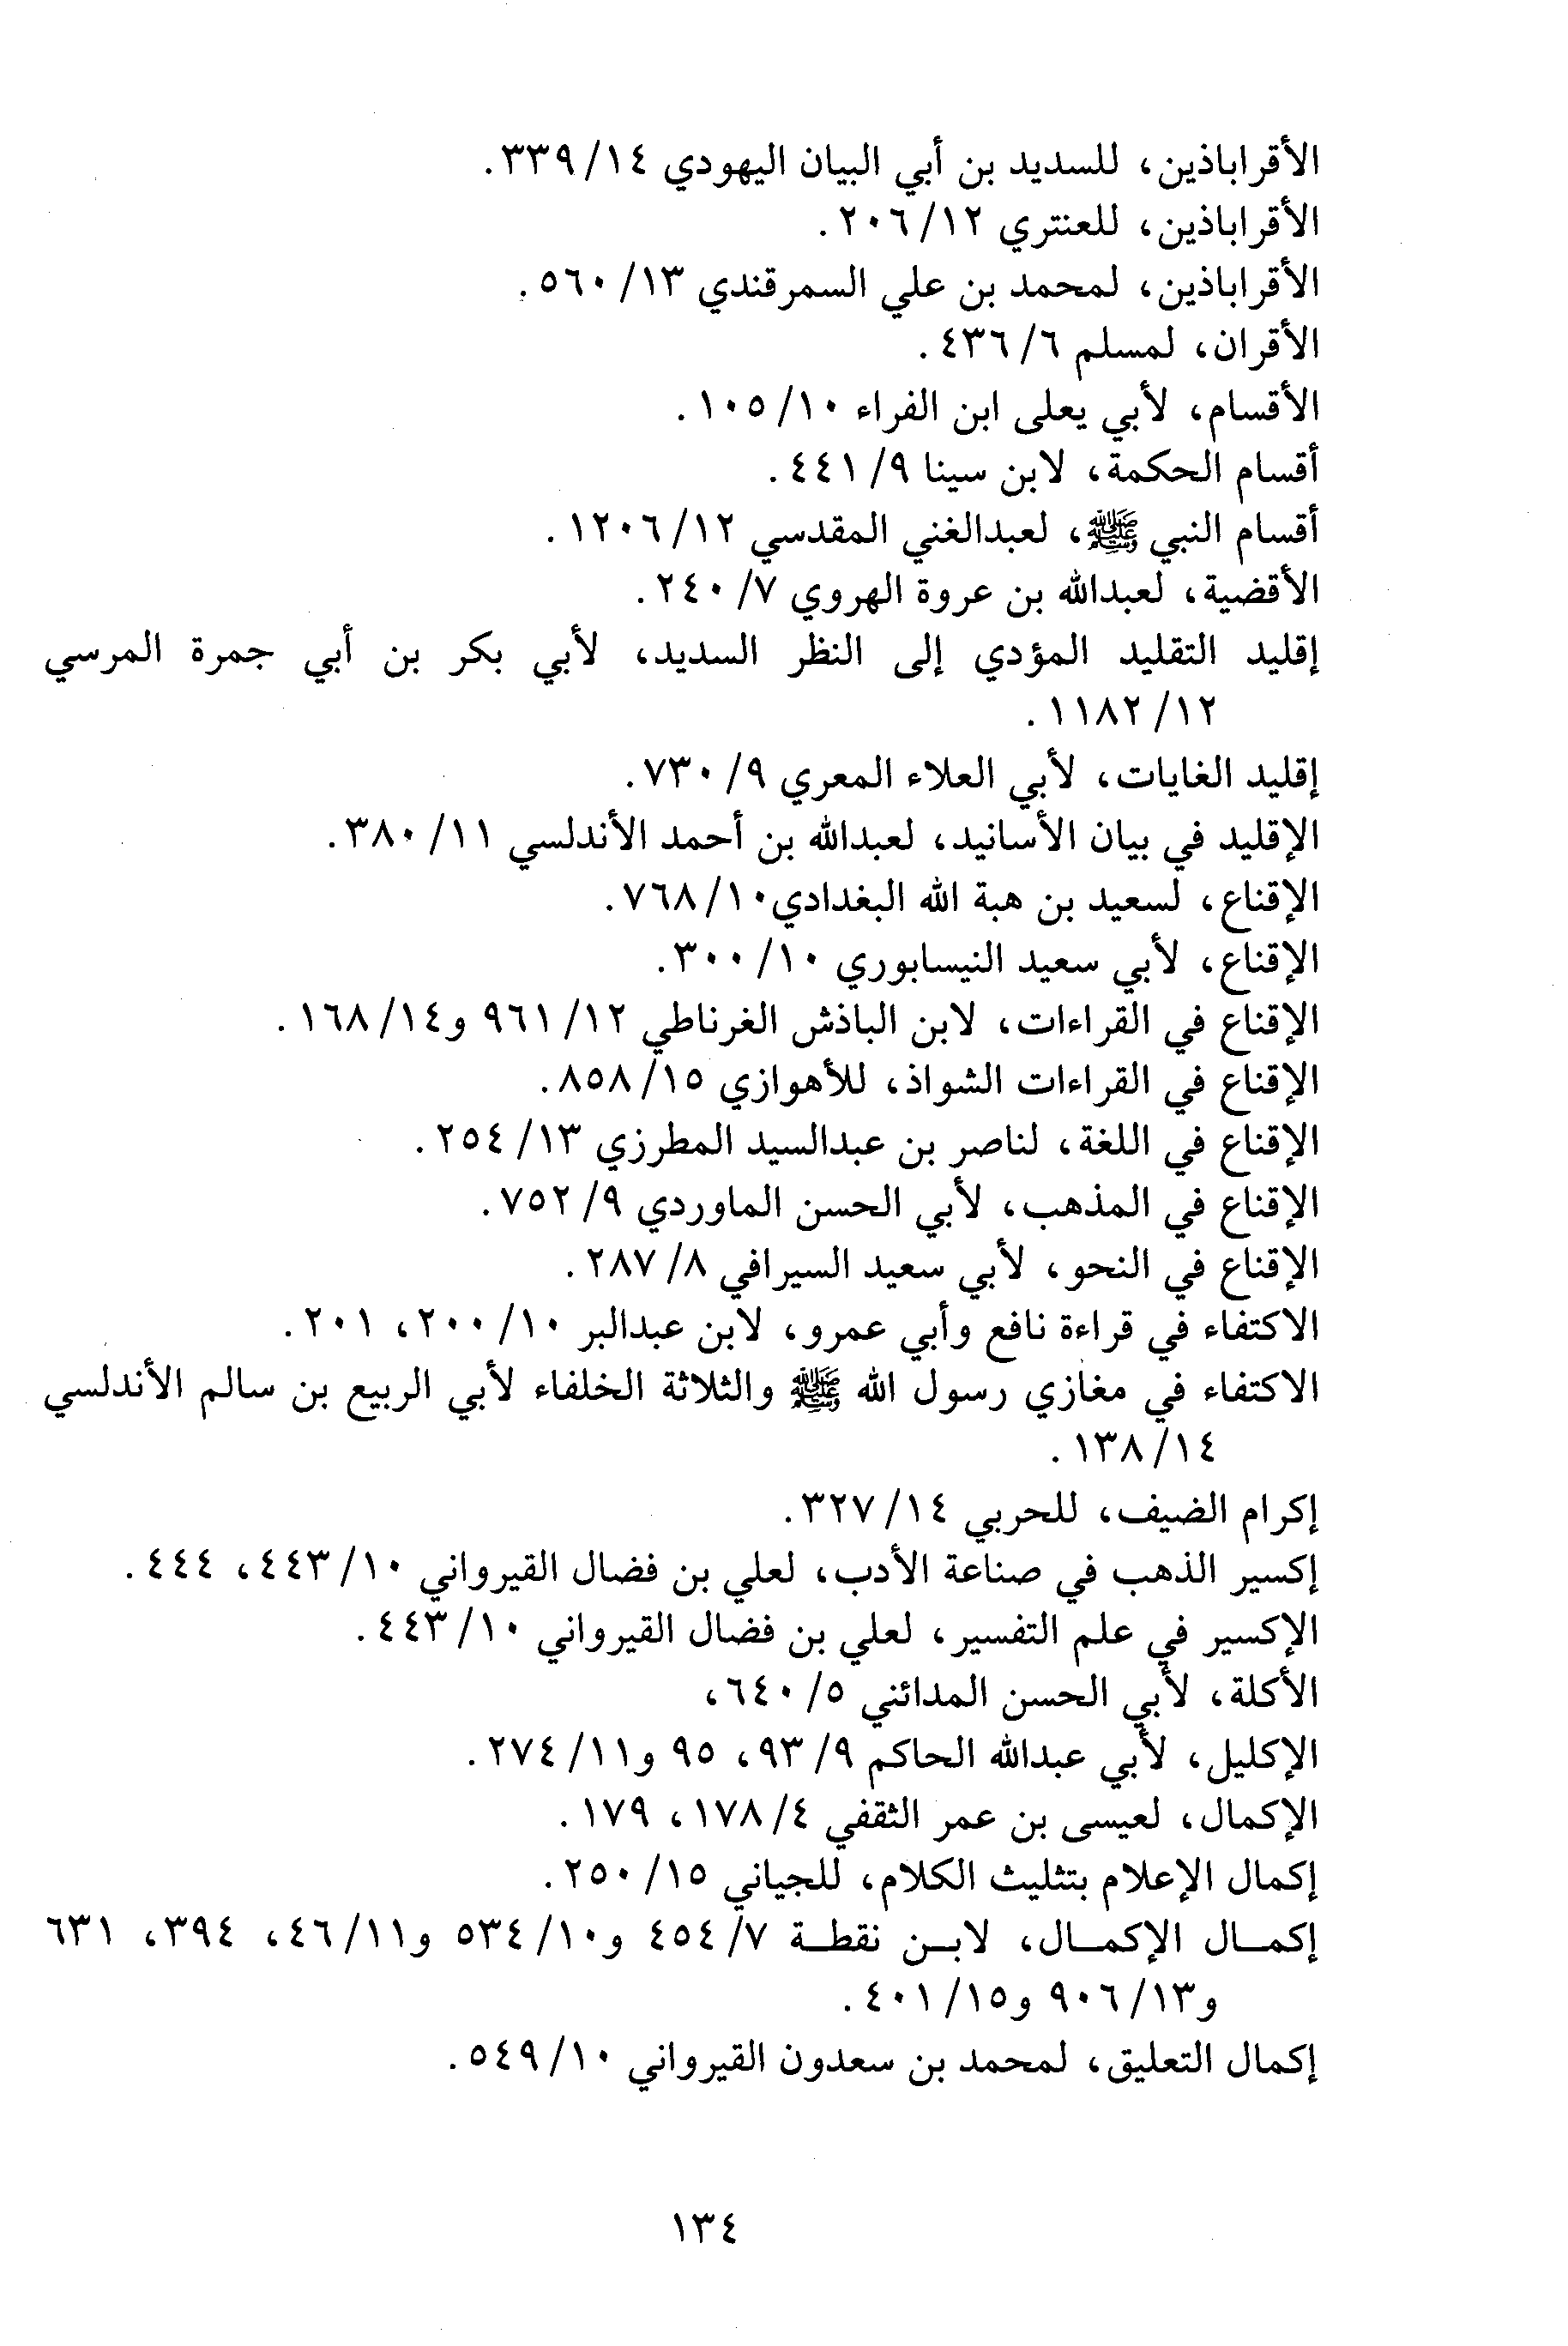 الأقراباذين، للسديد بن أبي البيان اليهودي ١٤/ ٣٣٩.
الأقراباذين، للعنتري ١٢/ ٢٠٦.
الأقراباذين، لمحمد بن علي السمرقندي ١٣/ ٥٦٠.
الأقران، لمسلم ٦/ ٤٣٦.
الأقسام، لأبي يعلى ابن الفراء ١٠/ ١٠٥.
أقسام الحكمة، لابن سينا ٩/ ٤٤١.
أقسام النبي ﷺ، لعبدالغني المقدسي ١٢/ ١٢٠٦.
الأقضية، لعبدالله بن عروة الهروي ٧/ ٢٤٠.
إقليد التقليد المؤدي إلى النظر السديد، لأبي بكر بن أبي جمرة المرسي
١٢/ ١١٨٢.
إقليد الغايات، لأبي العلاء المعري ٩/ ٧٣٠.
الإقليد في بيان الأسانيد، لعبدالله بن أحمد الأندلسي ١١/ ٣٨٠.
الإقناع، لسعيد بن هبة الله البغدادي١٠/ ٧٦٨.
الإقناع، لأبي سعيد النيسابوري ١٠/ ٣٠٠.
الإقناع في القراءات، لابن الباذش الغرناطي ١٢/ ٩٦١ و١٤/ ١٦٨.
الإقناع في القراءات الشواذ، للأهوازي ١٥/ ٨٥٨.
الإقناع في اللغة، لناصر بن عبدالسيد المطرزي ١٣/ ٢٥٤.
الإقناع في المذهب، لأبي الحسن الماوردي ٩/ ٧٥٢.
الإقناع في النحو، لأبي سعيد السيرافي ٨/ ٢٨٧.
الاكتفاء في قراءة نافع وأبي عمرو، لابن عبدالبر ١٠/ ٢٠٠، ٢٠١.
الاكتفاء في مغازي رسول الله ﷺ والثلاثة الخلفاء لأبي الربيع بن سالم الأندلسي
١٤/ ١٣٨.
إكرام الضيف، للحربي ١٤/ ٣٢٧.
إكسير الذهب في صناعة الأدب، لعلي بن فضال القيرواني ١٠/ ٤٤٣، ٤٤٤.
الإكسير في علم التفسير، لعلي بن فضال القيرواني ١٠/ ٤٤٣.
الأكلة، لأبي الحسن المدائني ٥/ ٦٤٠،
الإكليل، لأبي عبدالله الحاكم ٩/ ٩٣، ٩٥ و١١/ ٢٧٤.
الإكمال، لعيسى بن عمر الثقفي ٤/ ١٧٨، ١٧٩.
إكمال الإعلام بتثليث الكلام، للجياني ١٥/ ٢٥٠.
إكمـال الإكمـال، لابـن نقطـة ٧/ ٤٥٤ و١٠/ ٥٣٤ و١١/ ٤٦، ٣٩٤، ٦٣١
و١٣/ ٩٠٦ و١٥/ ٤٠١.
إكمال التعليق، لمحمد بن سعدون القيرواني ١٠/ ٥٤٩.
١٣٤